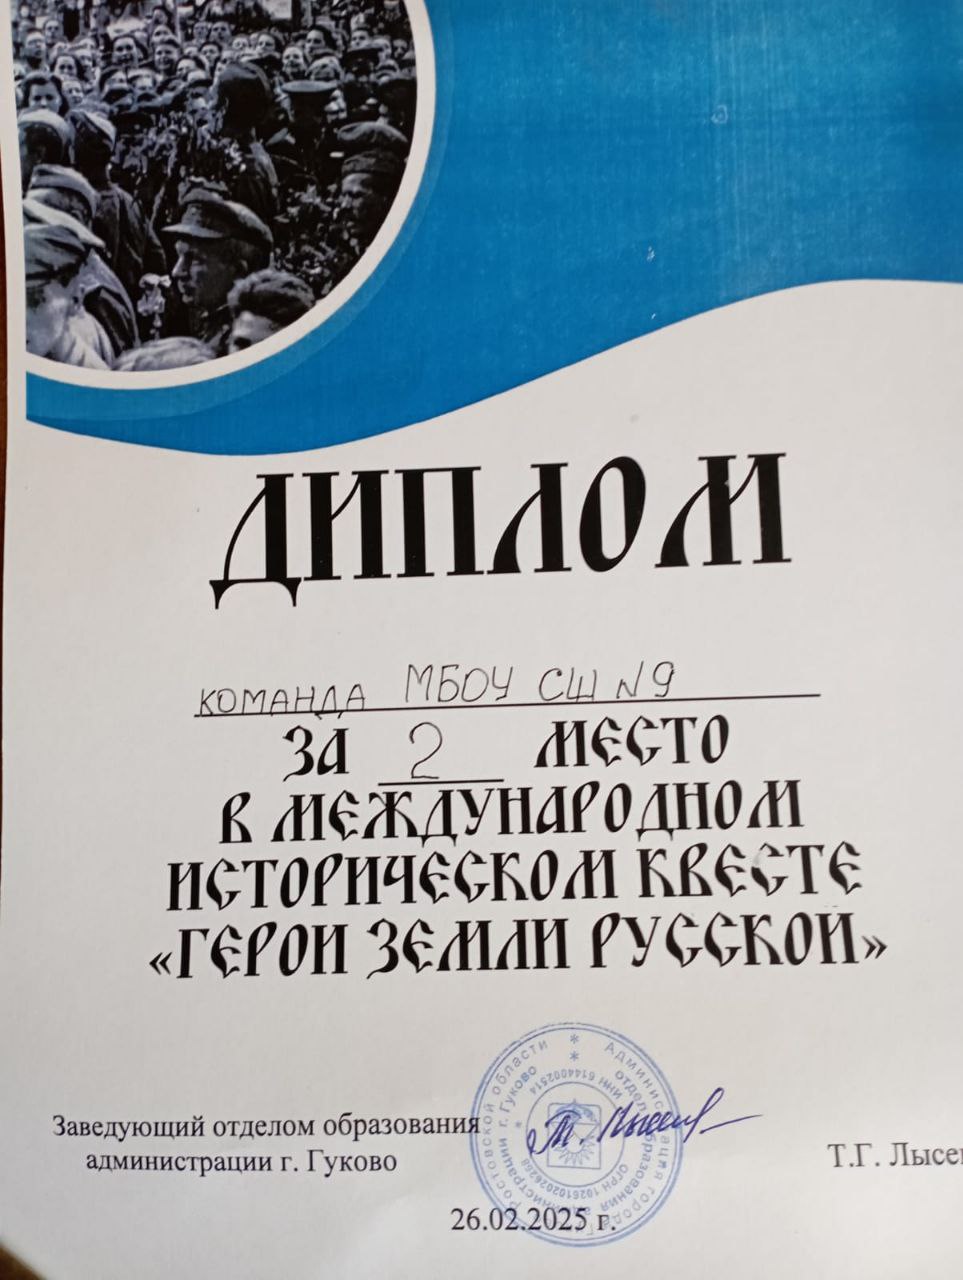 ДИПЛОМ
КОМАНДА МБОУ СШ №9
ЗА 2 МЕСТО
В МЕЖДУНАРОДНОМ
ИСТОРИЧЕСКОМ КВЕСТЕ
«ГЕРОИ ЗЕМЛИ РУССКОЙ»
Заведующий отделом образования
администрации г. Гуково
Т.Г.
26.02.2025 г.